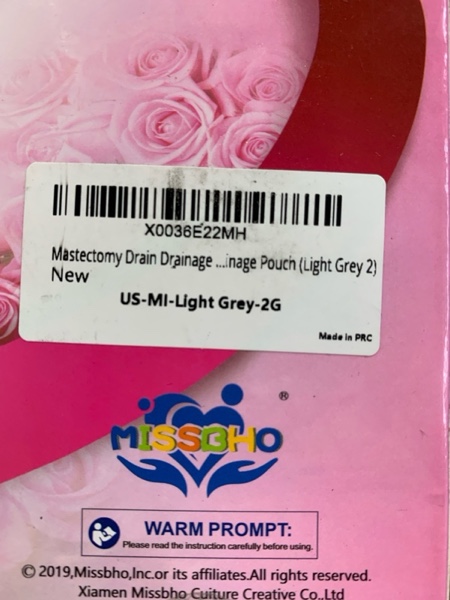 X0036E22MH
Mastectomy Drain Drainage ...inage Pouch (Light Grey 2)
New
US-MI-Light Grey-2G
Made in PRC
®
MISSBHO
WARM PROMPT:
Please read the instruction carefully before using.
© 2019,Missbho,Inc.or its affiliates.All rights reserved.
Xiamen Missbho Culture Creative Co.,Ltd